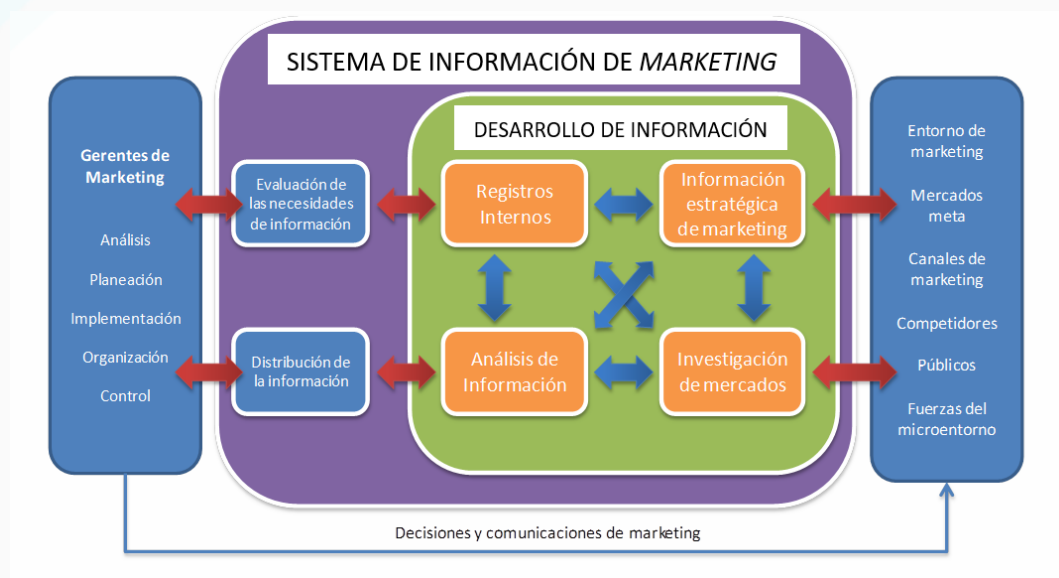 SISTEMA DE INFORMACIÓN DE MARKETING
DESARROLLO DE INFORMACIÓN
Gerentes de
Marketing
Análisis
Planeación
Implementación
Organización
Control
Evaluación de
las necesidades
de información
Distribución de
la información
Registros
Internos
Información
estratégica
de marketing
Análisis de
Información
Investigación
de mercados
Entorno de
marketing
Mercados
meta
Canales de
marketing
Competidores
Públicos
Fuerzas del
microentorno
Decisiones y comunicaciones de marketing